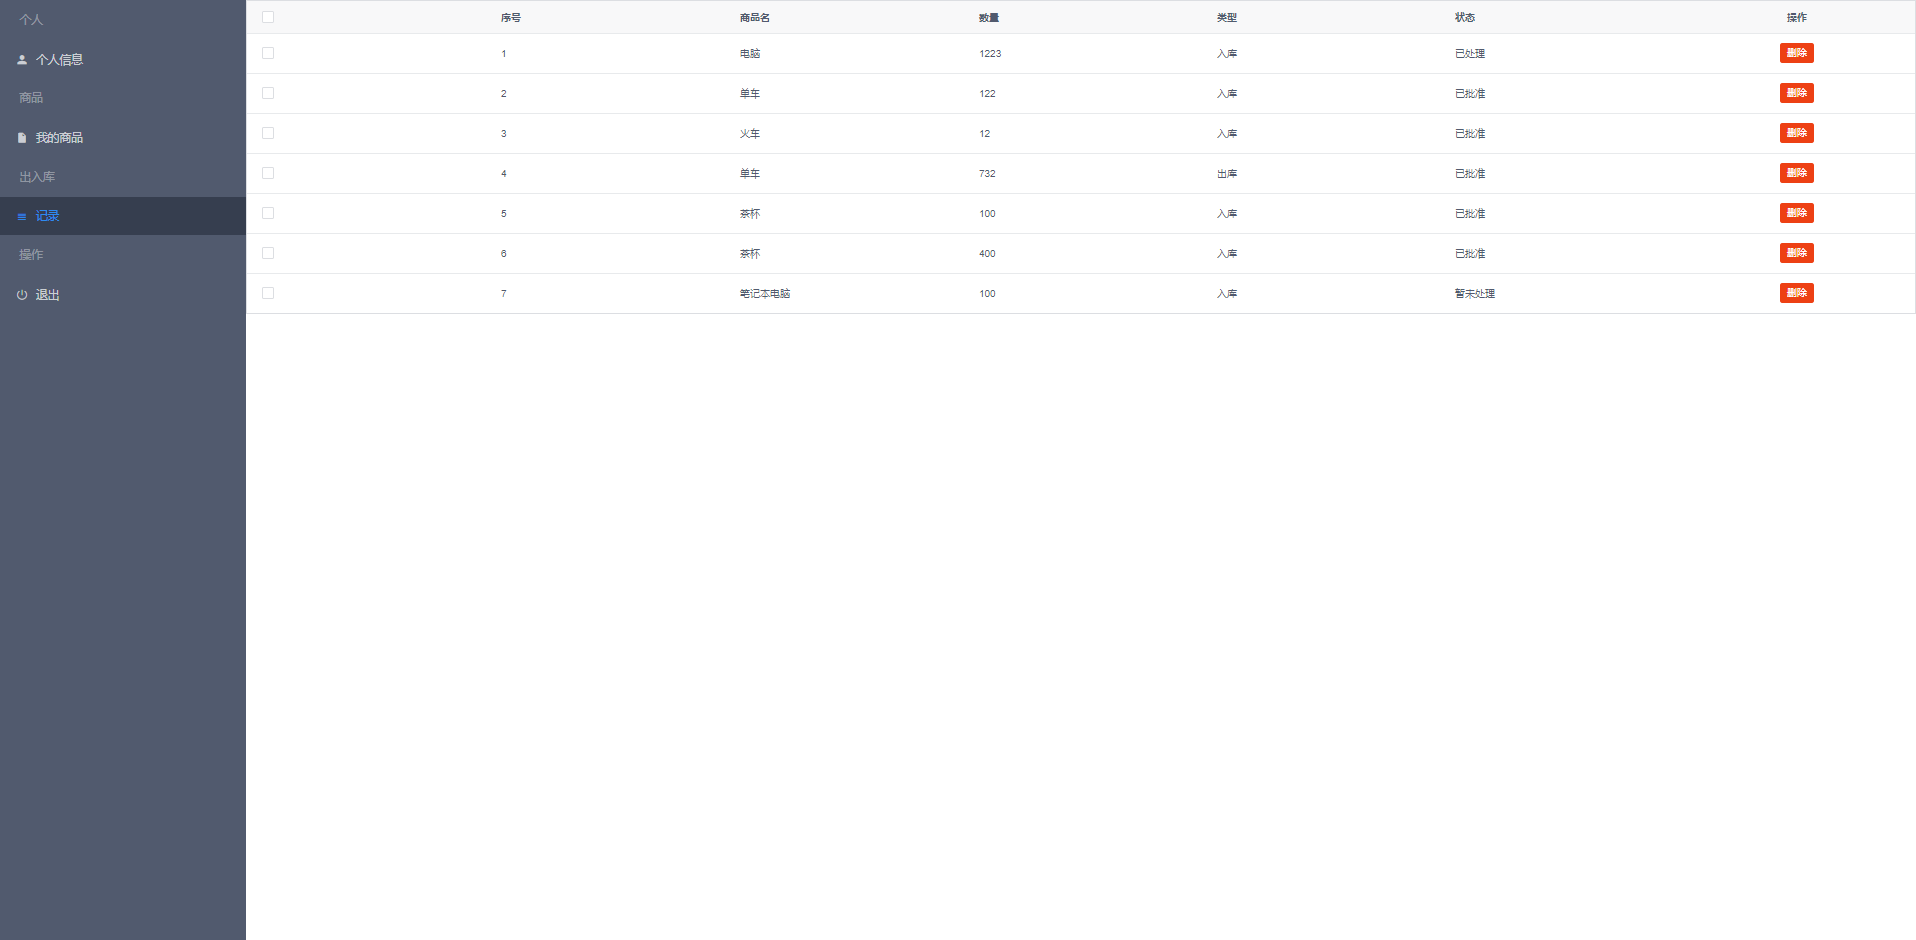 个人
个人信息
商品
我的商品
出入库
记录
操作
退出
序号 商品名 数量 类型 状态 操作
1 电脑 1223 入库 已处理 删除
2 单车 122 入库 已批准 删除
3 火车 12 入库 已批准 删除
4 单车 732 出库 已批准 删除
5 茶杯 100 入库 已批准 删除
6 茶杯 400 入库 已批准 删除
7 笔记本电脑 100 入库 暂未处理 删除